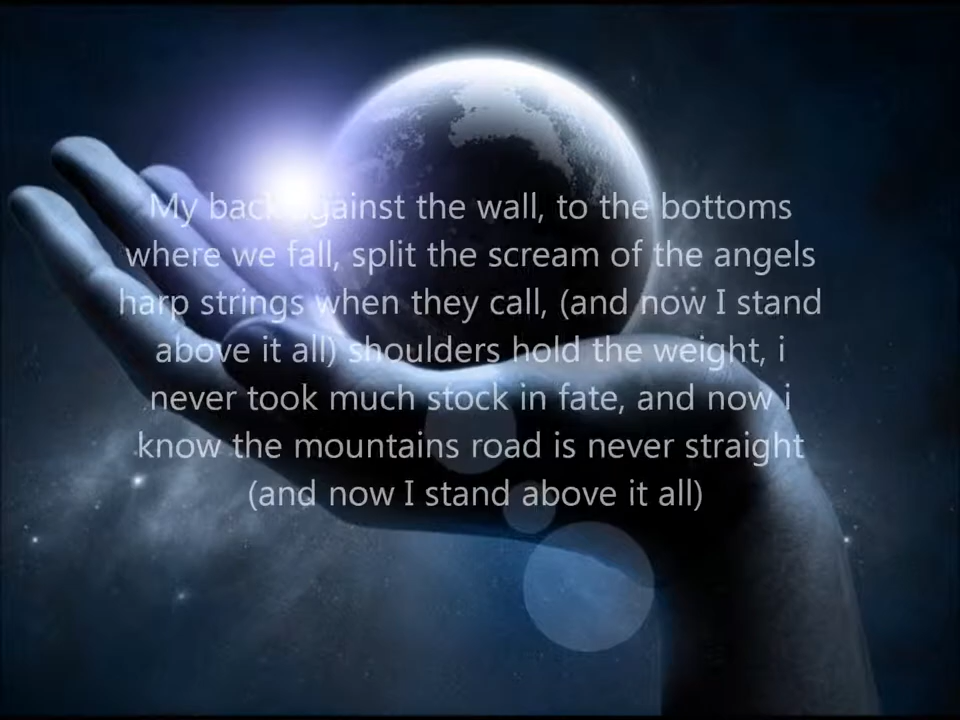 My back against the wall, to the bottoms
where we fall, split the scream of the angels
harp strings when they call, (and now I stand
above it all) shoulders hold the weight, i
never took much stock in fate, and now i
know the mountains road is never straight
(and now I stand above it all)